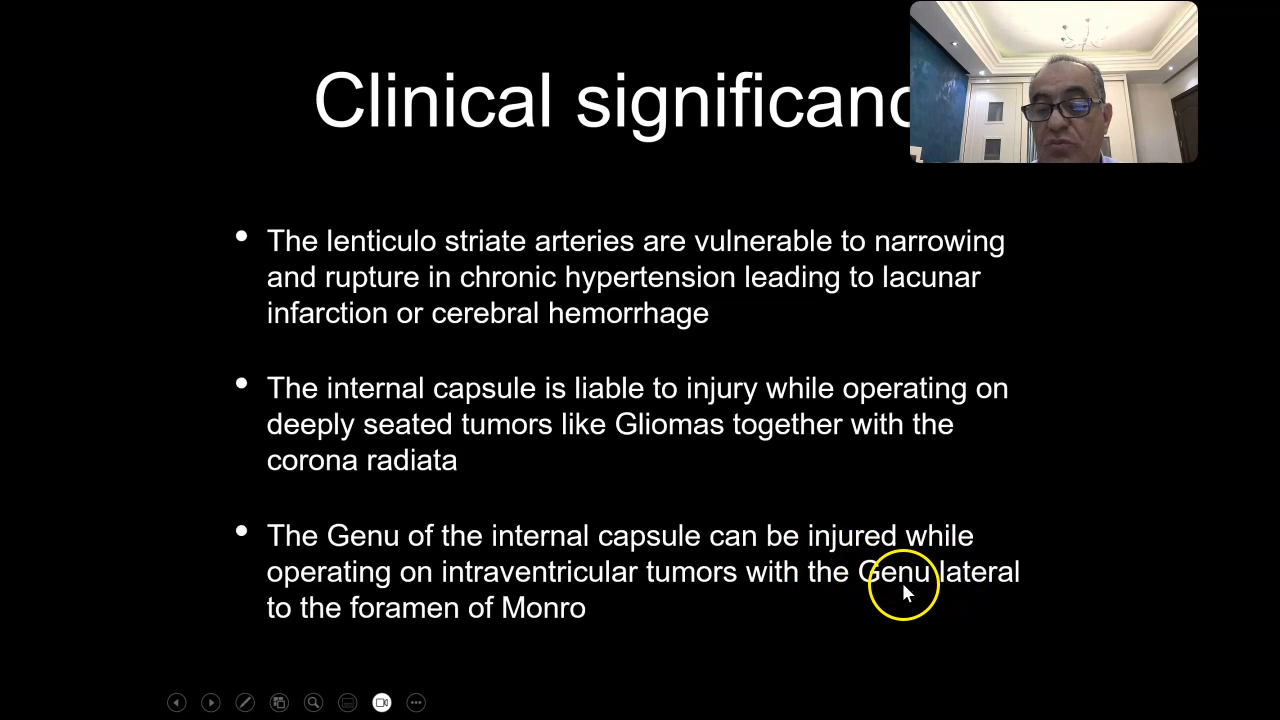 Clinical significanc
• The lenticulo striate arteries are vulnerable to narrowing
and rupture in chronic hypertension leading to lacunar
infarction or cerebral hemorrhage
• The internal capsule is liable to injury while operating on
deeply seated tumors like Gliomas together with the
corona radiata
• The Genu of the internal capsule can be injured while
operating on intraventricular tumors with the Genu lateral
to the foramen of Monro